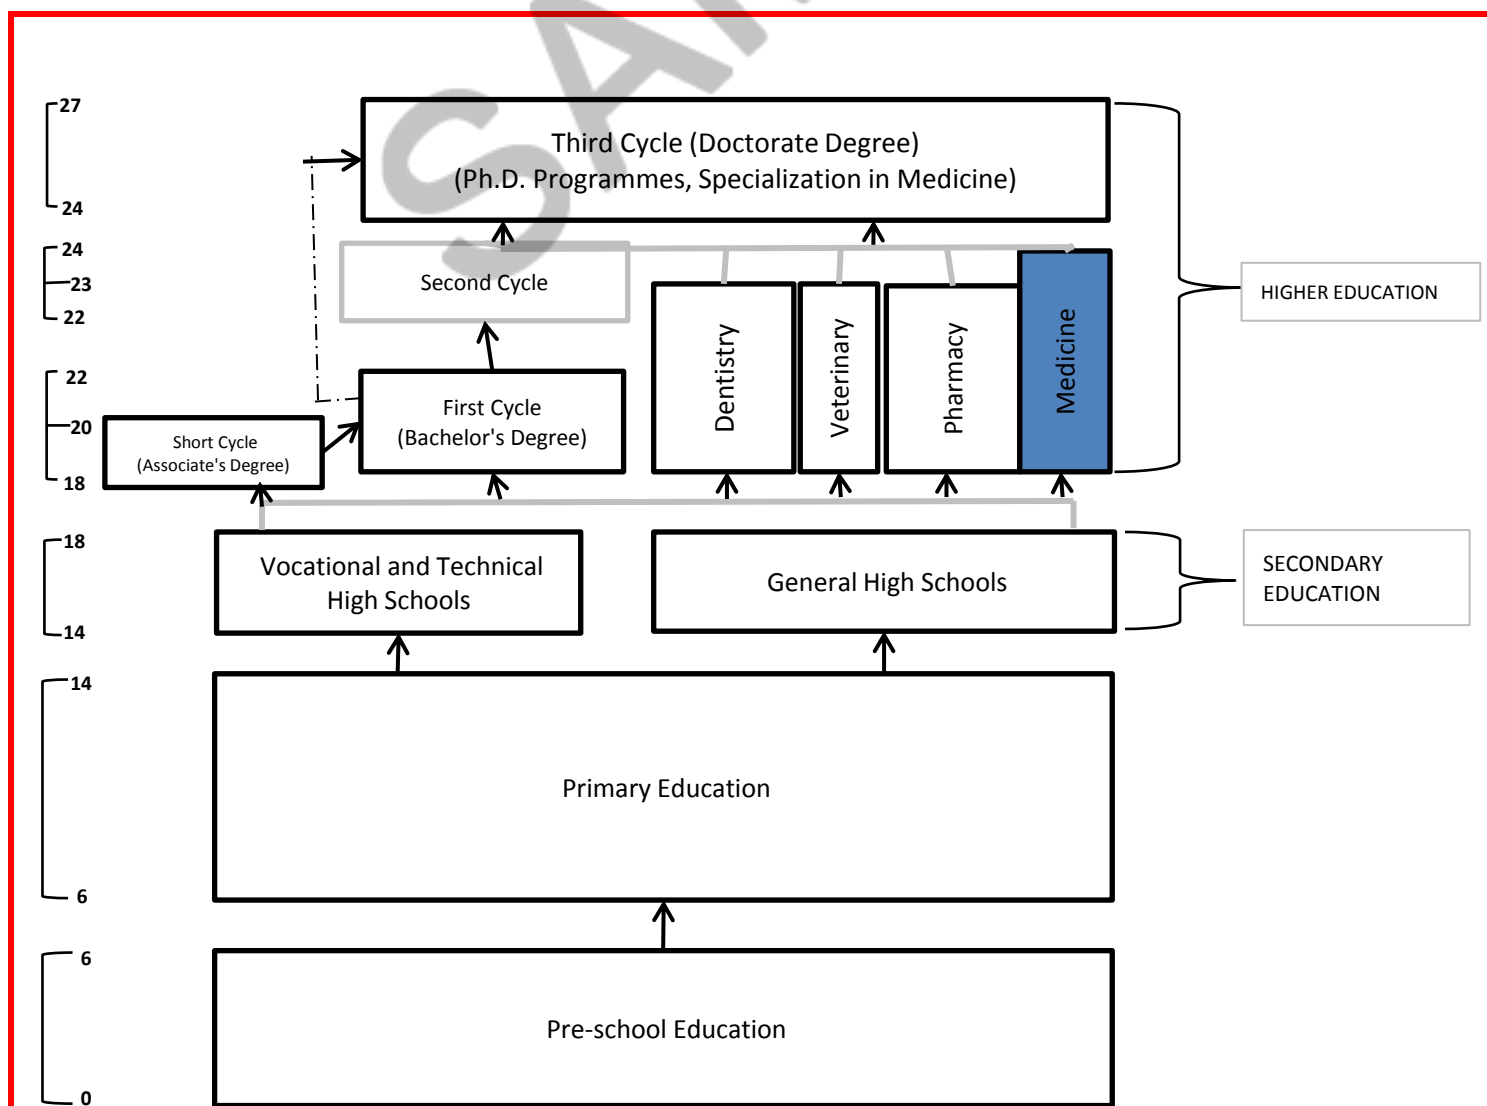 27
Third Cycle (Doctorate Degree)
(Ph.D. Programmes, Specialization in Medicine)
24
24
23
22
Second Cycle
HIGHER EDUCATION
Dentistry
Veterinary
Pharmacy
Medicine
22
20
18
First Cycle
(Bachelor's Degree)
Short Cycle
(Associate's Degree)
18
14
Vocational and Technical
High Schools
General High Schools
SECONDARY
EDUCATION
14
Primary Education
6
6
Pre-school Education
0